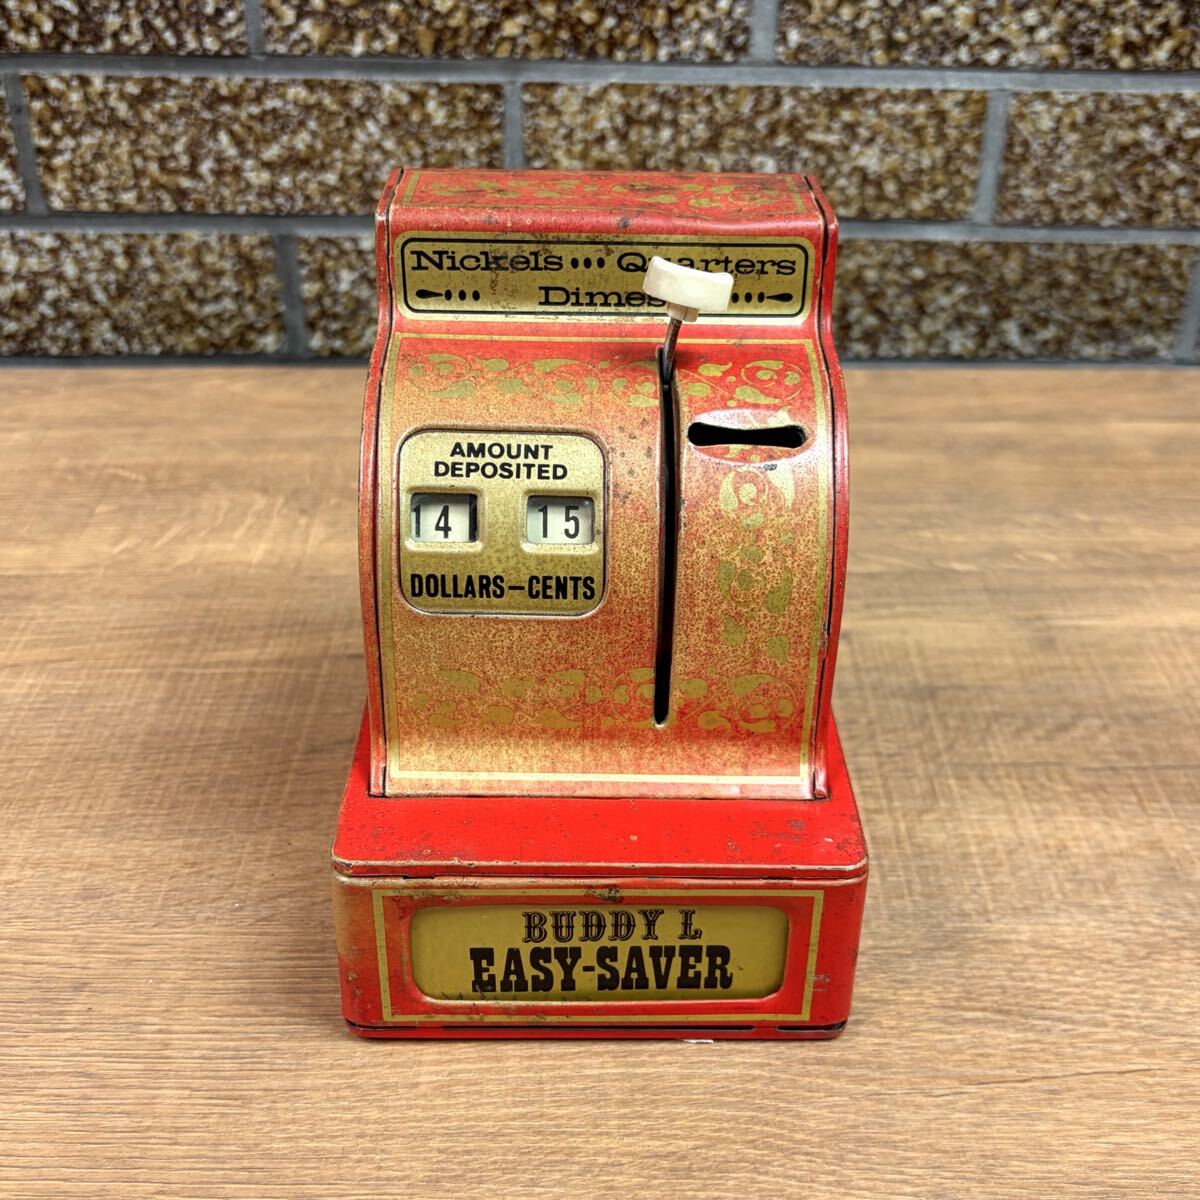 Nickels ••• Quarters
Dimes
AMOUNT
DEPOSITED
14 15
DOLLARS-CENTS
BUDDY L
EASY-SAVER